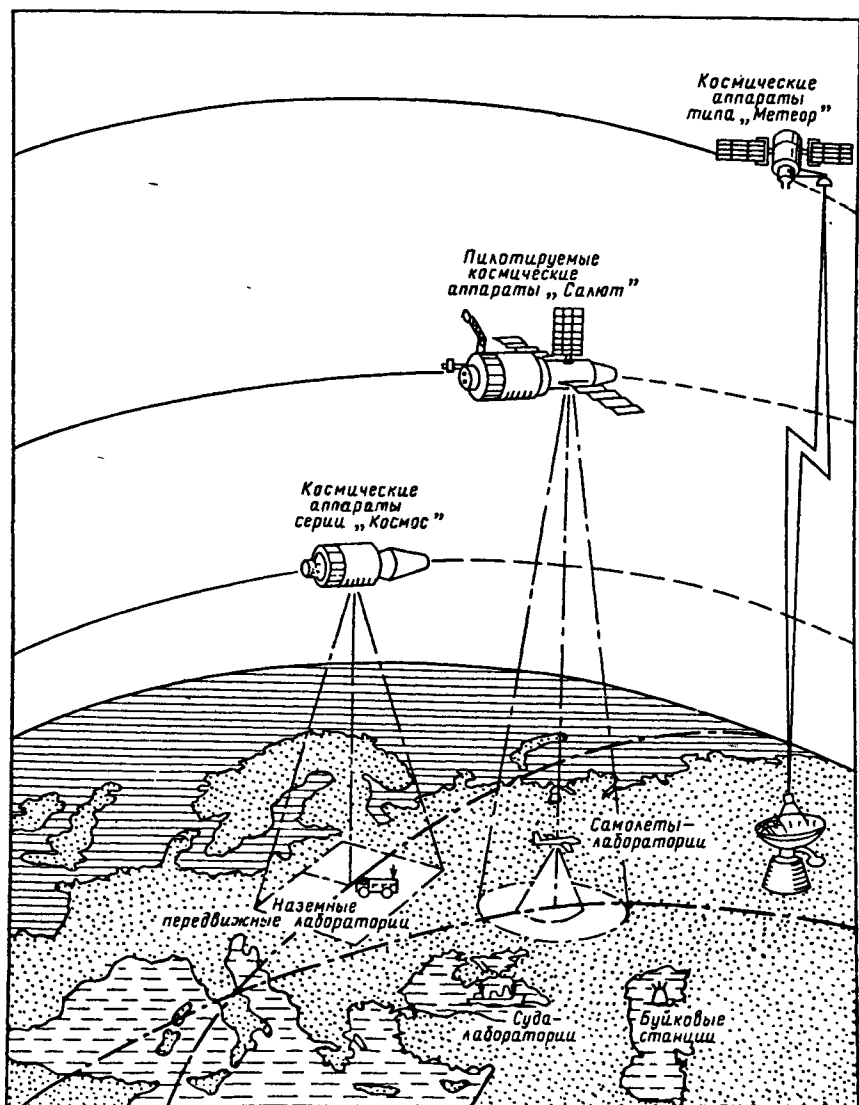 Космические
аппараты
типа „Метеор”
Пилотируемые
космические
аппараты „Салют”
Космические
аппараты
серии „Космос”
Самолеты-
лаборатории
Наземные
передвижные лаборатории
Суда
лаборатории
Буйковые
станции